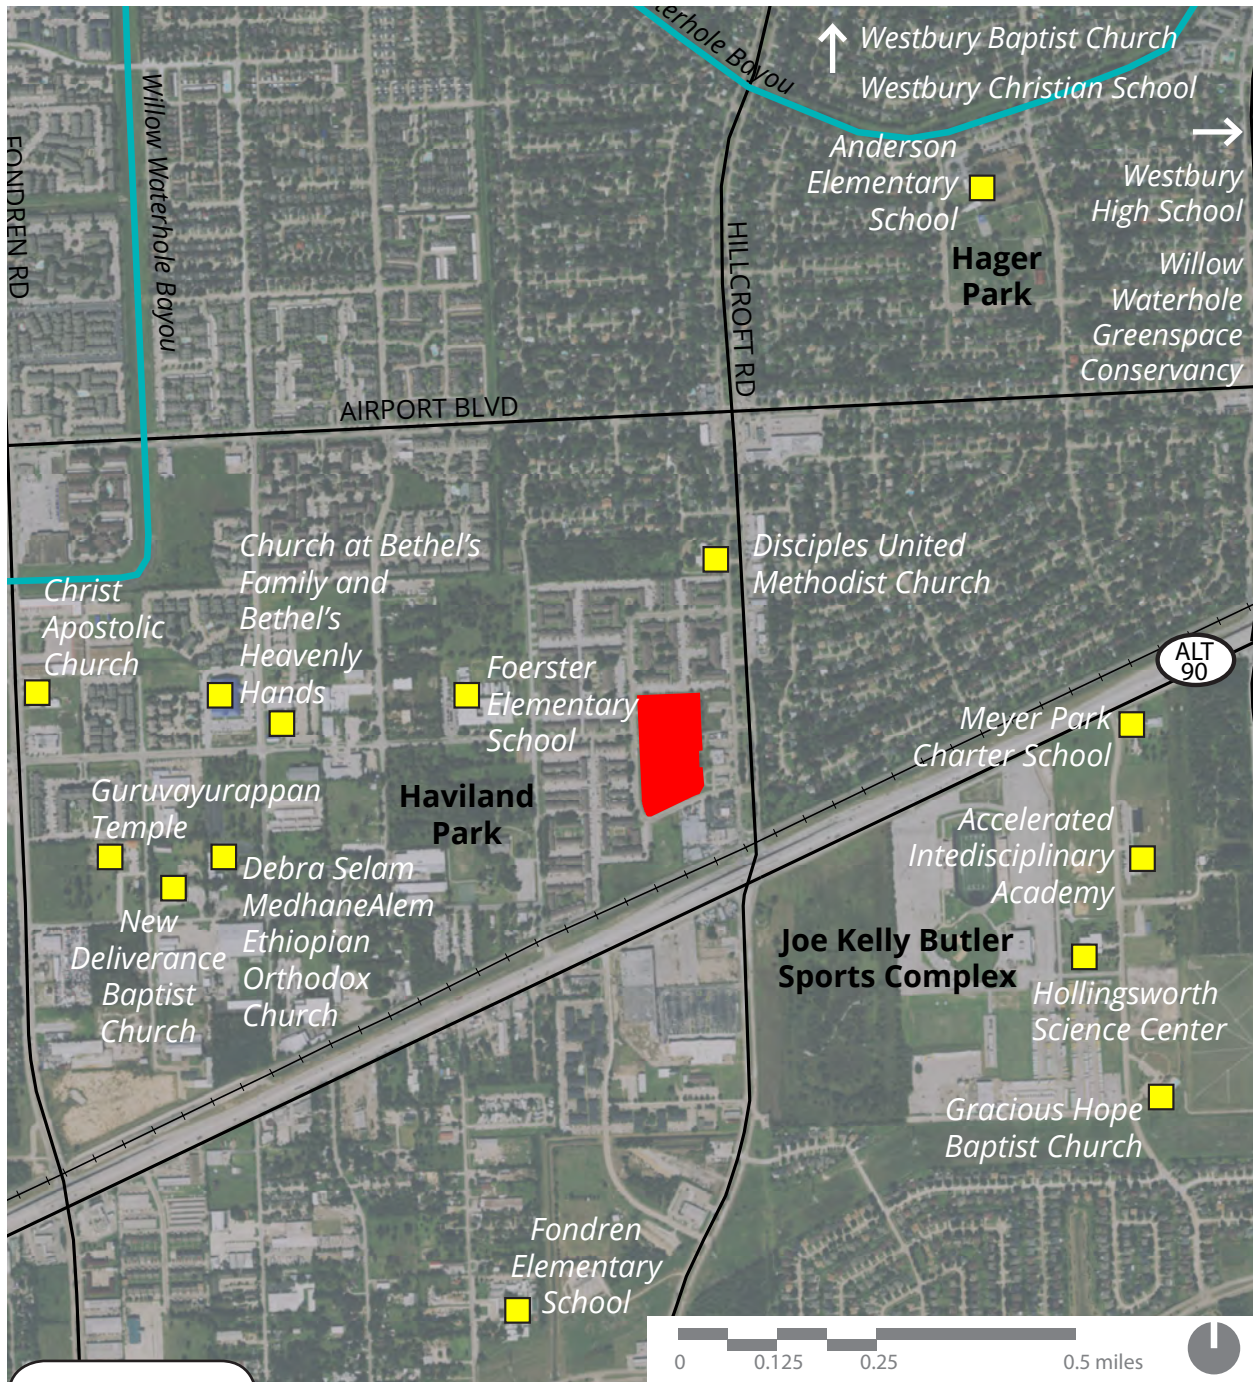 terhole Bayou
Westbury Baptist Church
Westbury Christian School
Willow Waterhole Bayou
FONDREN RD
Anderson
Elementary
School
Westbury
High School
Hager
Park
HILLCROFT RD
Willow
Waterhole
Greenspace
Conservancy
AIRPORT BLVD
Church at Bethel's
Family and
Bethel's
Heavenly
Hands
Disciples United
Methodist Church
Christ
Apostolic
Church
ALT
90
Foerster
Elementary
School
Meyer Park
Charter School
Haviland
Park
Guruvayurappan
Temple
Accelerated
Intedisciplinary
Academy
Debra Selam
MedhaneAlem
Ethiopian
Orthodox
Church
New
Deliverance
Baptist
Church
Joe Kelly Butler
Sports Complex
Hollingsworth
Science Center
Gracious Hope
Baptist Church
Fondren
Elementary
School
0 0.125 0.25 0.5 miles